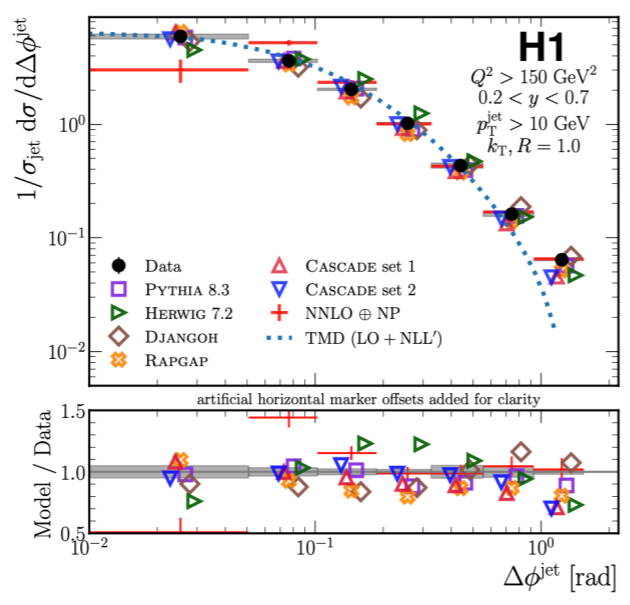 1/σ_jet dσ/dΔϕ^jet
10^0
10^−1
10^−2
H1
Q² > 150 GeV²
0.2 < y < 0.7
p_T^jet > 10 GeV
k_T, R = 1.0
Data
PYTHIA 8.3
HERWIG 7.2
DJANGOH
RAPGAP
CASCADE set 1
CASCADE set 2
NNLO ⊕ NP
TMD (LO + NLL′)
artificial horizontal marker offsets added for clarity
Model / Data
1.5
1.0
0.5
10^−2
10^−1
10^0
Δϕ^jet [rad]